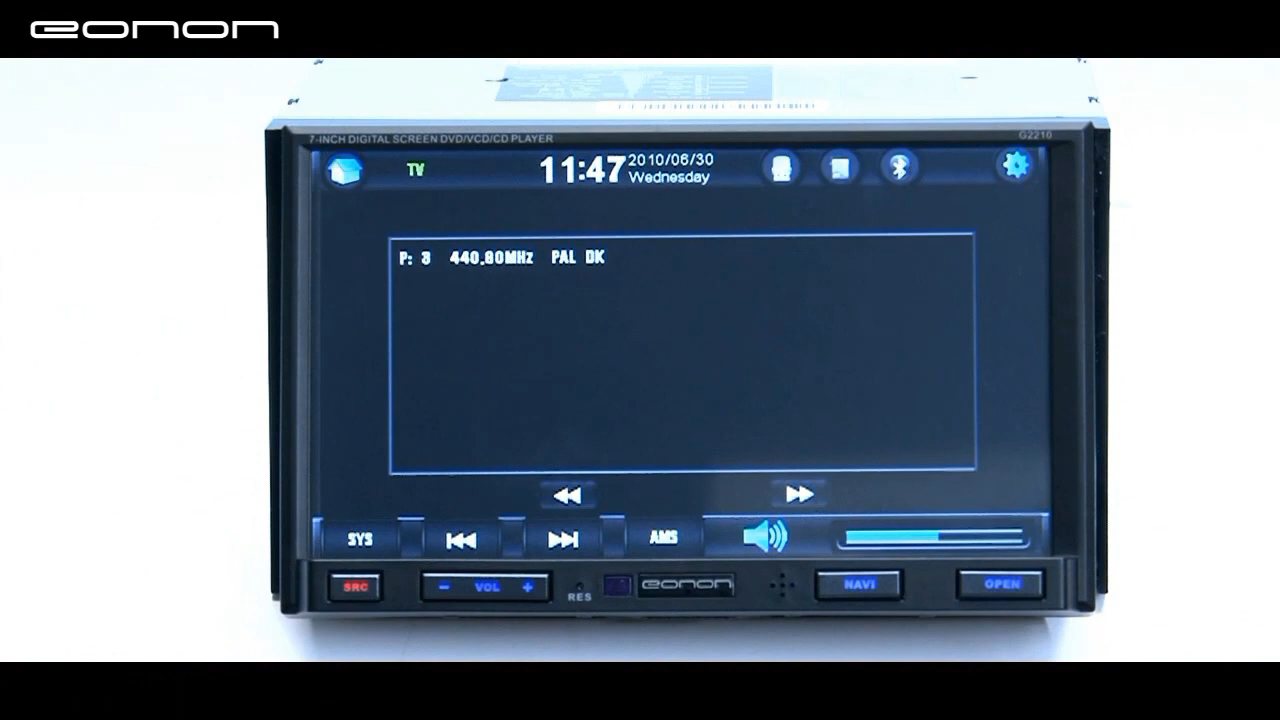 eonon
7-INCH DIGITAL SCREEN DVD/VCD/CD PLAYER
G2210
TV
11:47
2010/06/30
Wednesday
P: 3 440.80MHz PAL DK
SYS
AMS
SRC
- VOL +
RES
eonon
NAVI
OPEN